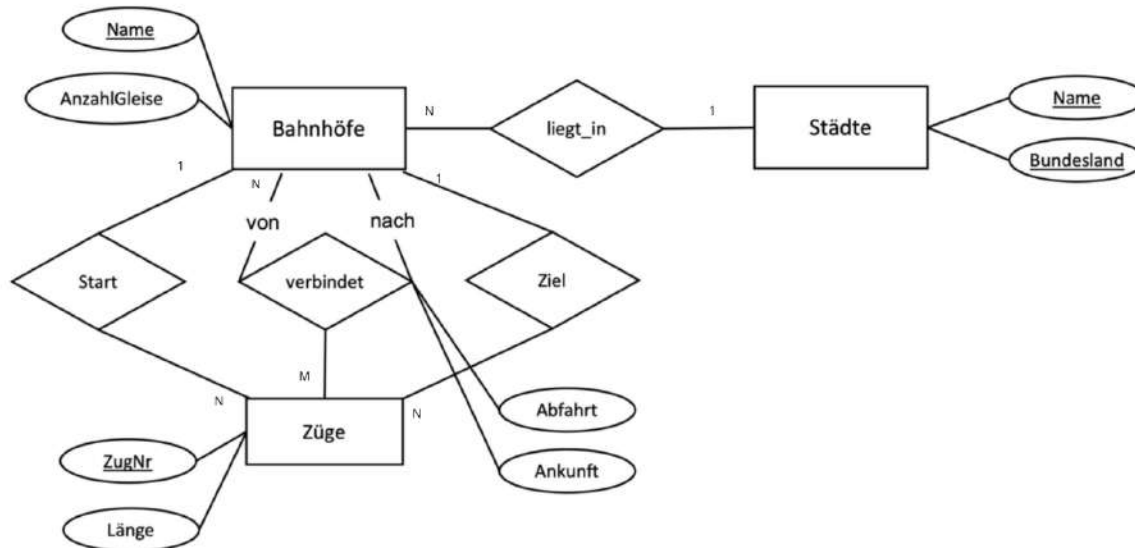 Name
AnzahlGleise
Bahnhöfe
N
liegt_in
1
Städte
Name
Bundesland
1
N
1
von
nach
Start
verbindet
Ziel
M
N
N
Züge
Abfahrt
ZugNr
Ankunft
Länge